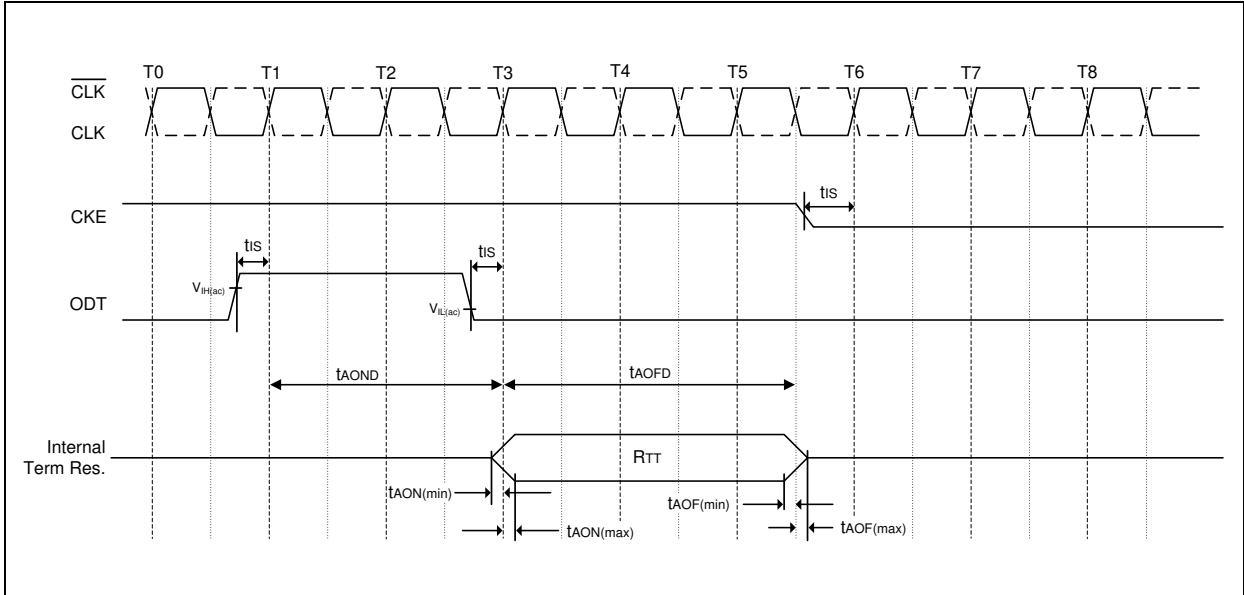 T0 T1 T2 T3 T4 T5 T6 T7 T8
CLK
CLK
CKE
tIS
tIS
tIS
VIH(ac)
ODT
VIL(ac)
tAOND
tAOFD
Internal
Term Res.
RTT
tAON(min)
tAOF(min)
tAON(max)
tAOF(max)